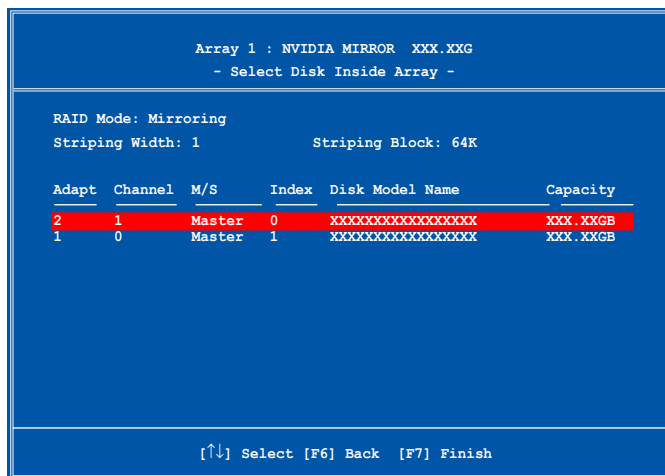 Array 1 : NVIDIA MIRROR XXX.XXG
- Select Disk Inside Array -
RAID Mode: Mirroring
Striping Width: 1 Striping Block: 64K
Adapt Channel M/S Index Disk Model Name Capacity
2 1 Master 0 XXXXXXXXXXXXXXXXX XXX.XXGB
1 0 Master 1 XXXXXXXXXXXXXXXXX XXX.XXGB
[↑↓] Select [F6] Back [F7] Finish